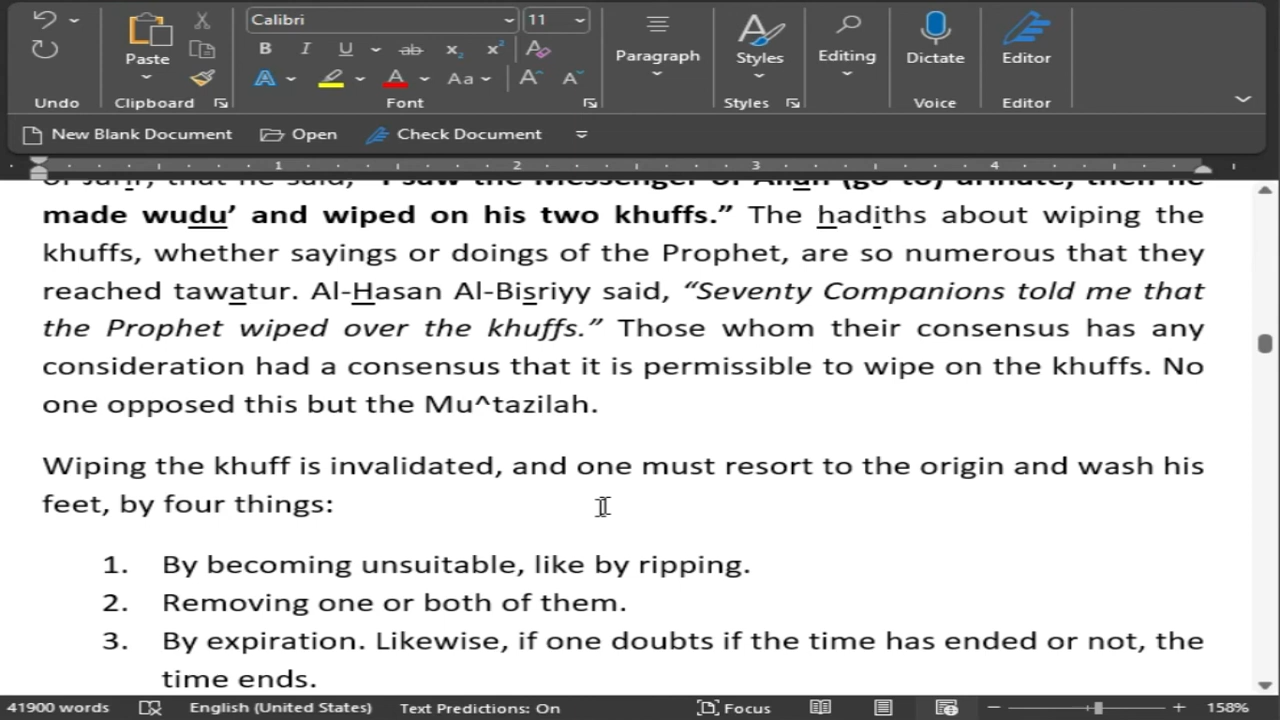 Calibri
11
Paste
B I U ab x₂ x²
A A Aa A A
Paragraph
Styles
Editing
Dictate
Editor
Undo
Clipboard
Font
Styles
Voice
Editor
New Blank Document Open Check Document
1 2 3 4
made wudu’ and wiped on his two khuffs.” The hadiths about wiping the
khuffs, whether sayings or doings of the Prophet, are so numerous that they
reached tawatur. Al-Hasan Al-Bisriyy said, “Seventy Companions told me that
the Prophet wiped over the khuffs.” Those whom their consensus has any
consideration had a consensus that it is permissible to wipe on the khuffs. No
one opposed this but the Mu^tazilah.
Wiping the khuff is invalidated, and one must resort to the origin and wash his
feet, by four things:
1. By becoming unsuitable, like by ripping.
2. Removing one or both of them.
3. By expiration. Likewise, if one doubts if the time has ended or not, the
time ends.
41900 words English (United States) Text Predictions: On Focus 158%